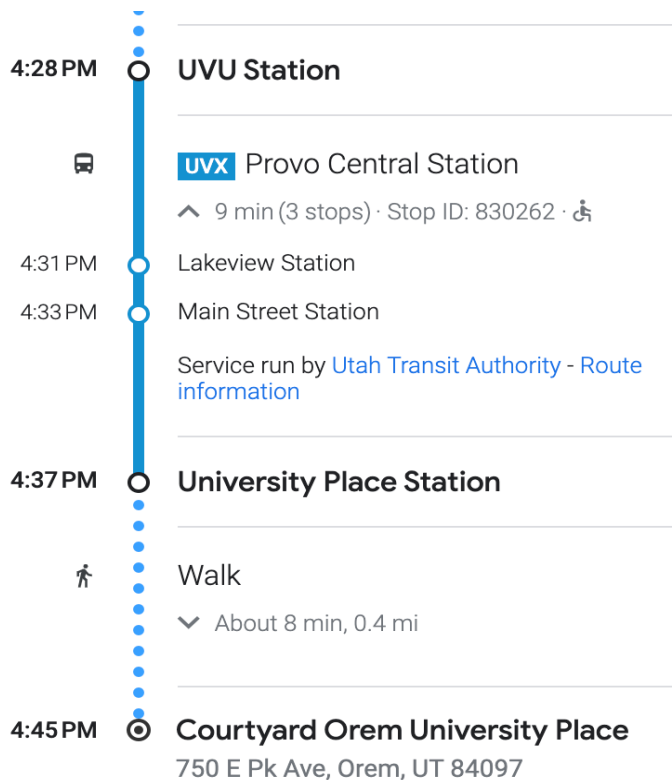 4:28 PM UVU Station
UVX Provo Central Station
9 min (3 stops) · Stop ID: 830262 ·
4:31 PM Lakeview Station
4:33 PM Main Street Station
Service run by Utah Transit Authority - Route
information
4:37 PM University Place Station
Walk
About 8 min, 0.4 mi
4:45 PM Courtyard Orem University Place
750 E Pk Ave, Orem, UT 84097